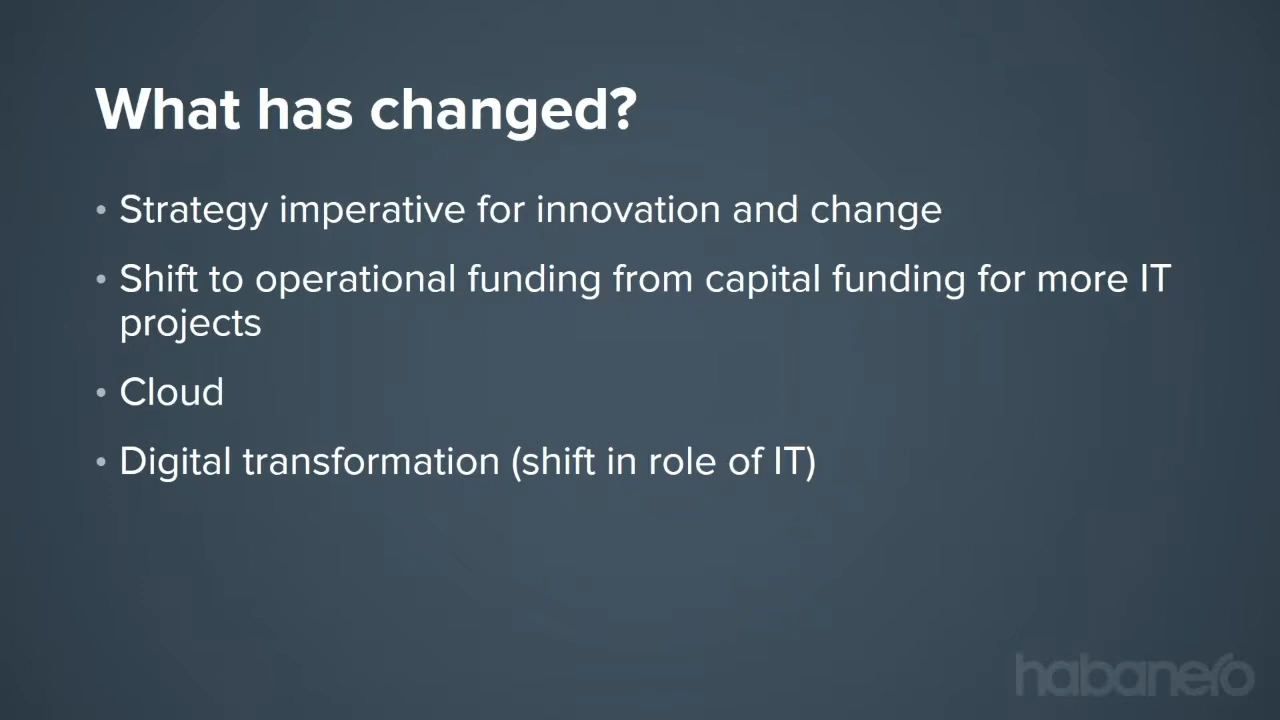 What has changed?
• Strategy imperative for innovation and change
• Shift to operational funding from capital funding for more IT
projects
• Cloud
• Digital transformation (shift in role of IT)
habanero